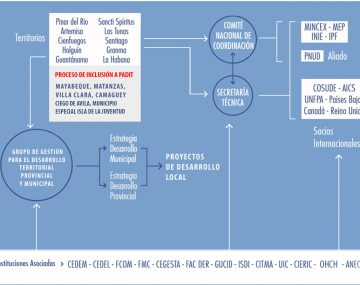 Territorios
Pinar del Río
Artemisa
Cienfuegos
Holguín
Guantánamo
Sancti Spíritus
Las Tunas
Santiago
Granma
La Habana
PROCESO DE INCLUSIÓN A PADIT
MAYABEQUE, MATANZAS,
VILLA CLARA, CAMAGUEY
CIEGO DE AVILA, MUNICIPIO
ESPECIAL ISLA DE LA JUVENTUD
COMITÉ
NACIONAL DE
COORDINACIÓN
MINCEX - MEP
INIE - IPF
PNUD Aliado
SECRETARÍA
TÉCNICA
COSUDE - AICS
UNFPA - Países Bajo
Canadá - Reino Unid
Socios
Internacionales
GRUPO DE GESTIÓN
PARA EL DESARROLLO
TERRITORIAL
PROVINCIAL
Y MUNICIPAL
Estrategia
Desarrollo
Municipal
Estrategia
Desarrollo
Provincial
PROYECTOS
DE DESARROLLO
LOCAL
nstituciones Asociadas CEDEM - CEDEL - FCOM - FMC - CEGESTA - FAC DER - GUCID - ISDI - CITMA - UIC - CIERIC - OHCH - ANEC